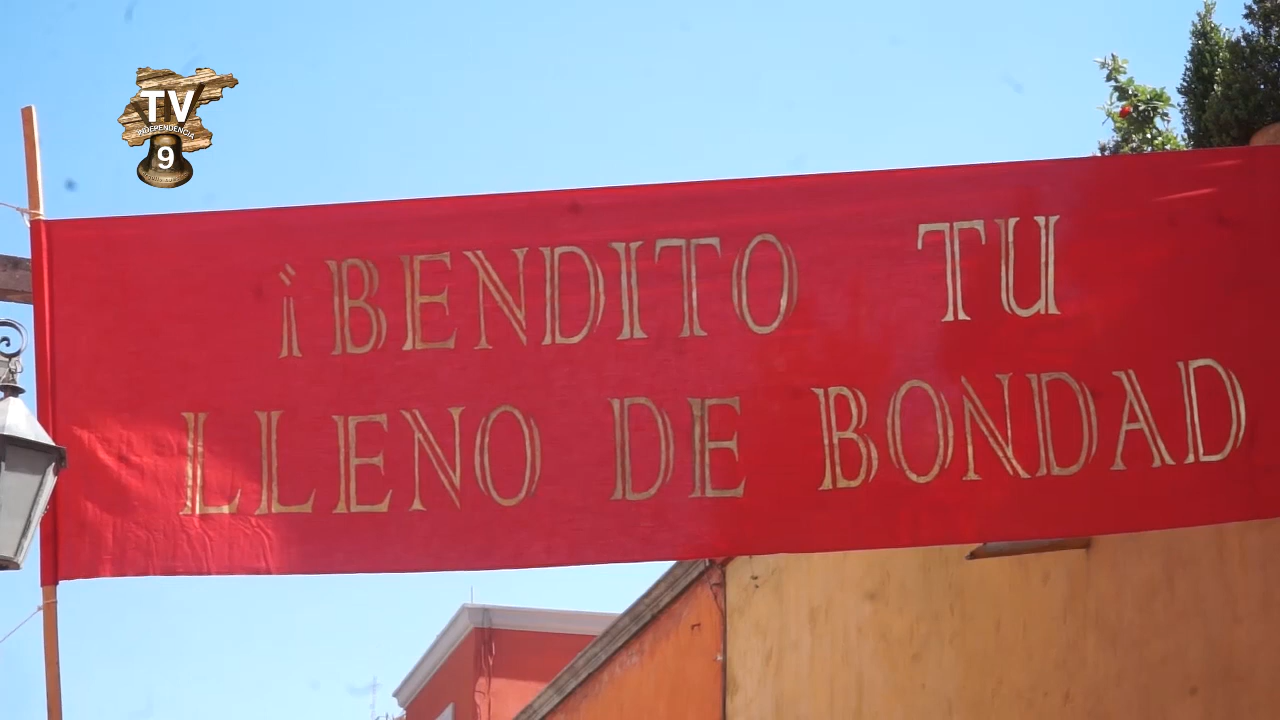 TV
INDEPENDENCIA
9
¡BENDITO TU
LLENO DE BONDAD